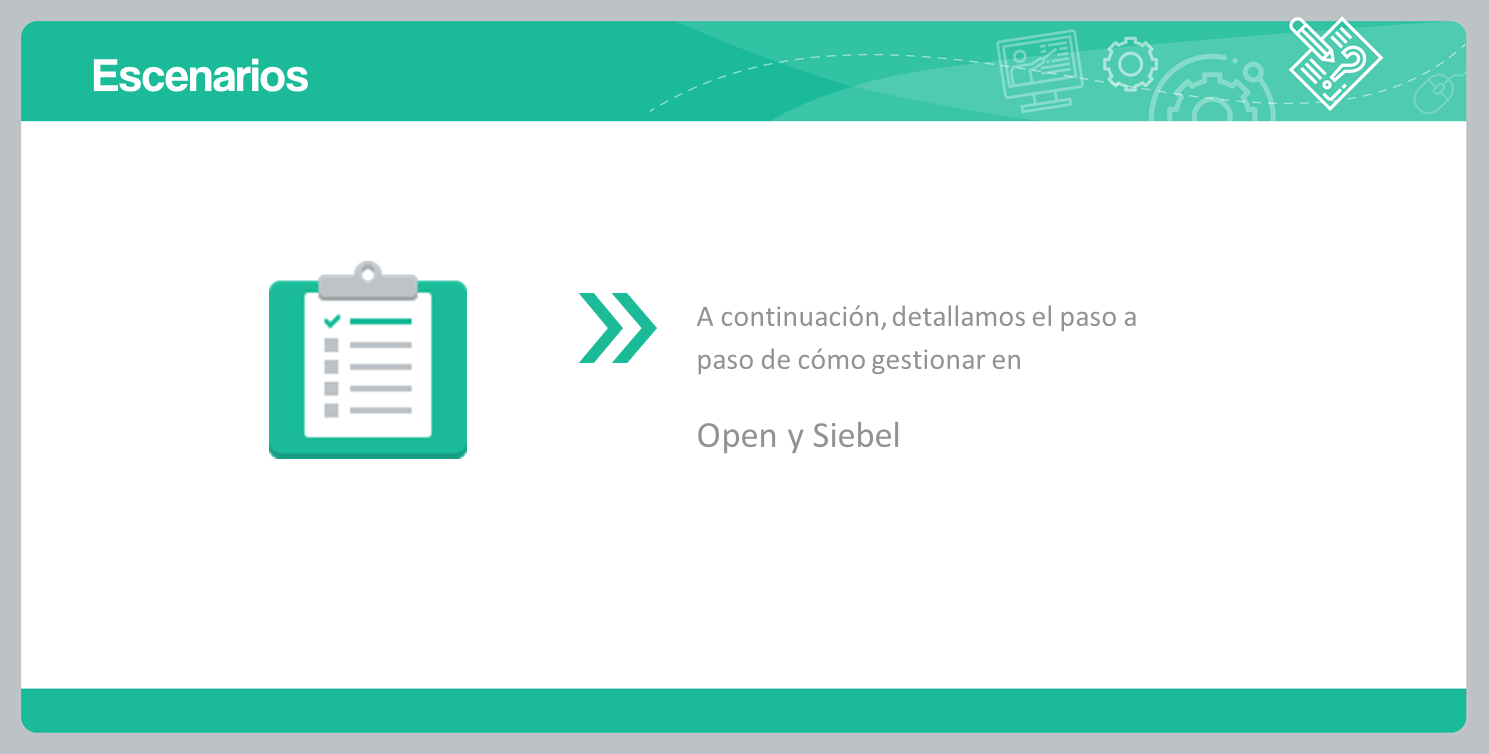 Escenarios
A continuación, detallamos el paso a
paso de cómo gestionar en
Open y Siebel